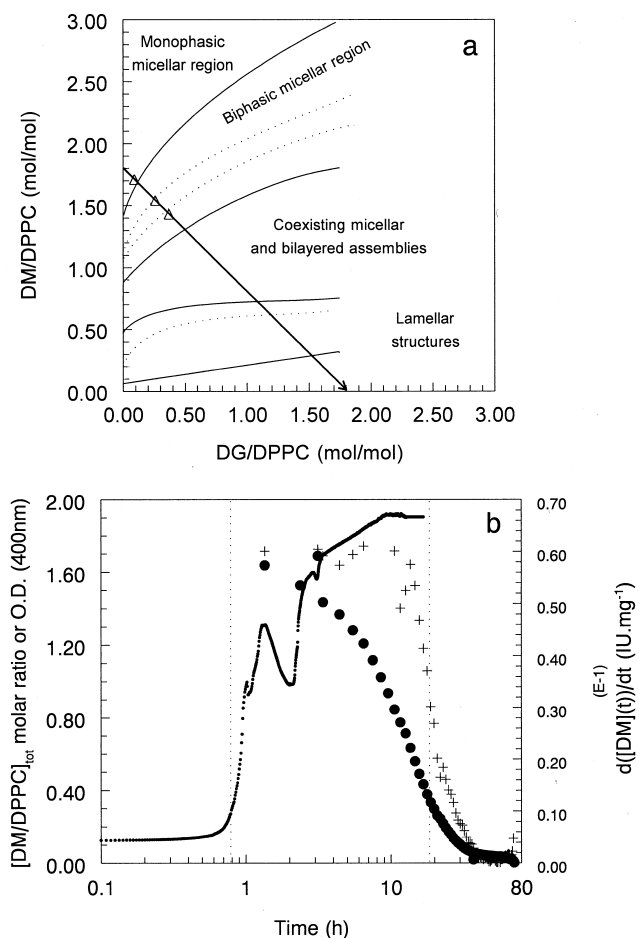 a
3.00
2.50
2.00
1.50
1.00
0.50
0.00
DM/DPPC (mol/mol)
Monophasic
micellar region
Biphasic micellar region
Coexisting micellar
and bilayered assemblies
Lamellar
structures
0.00 0.50 1.00 1.50 2.00 2.50 3.00
DG/DPPC (mol/mol)
b
2.00
1.60
1.20
0.80
0.40
0.00
[DM/DPPC]tot molar ratio or O.D. (400nm)
0.70
0.60
0.50
0.40
0.30
0.20
0.10
0.00
(E-1)
d([DM](t))/dt (IU.mg-1)
0.1 1 10 80
Time (h)